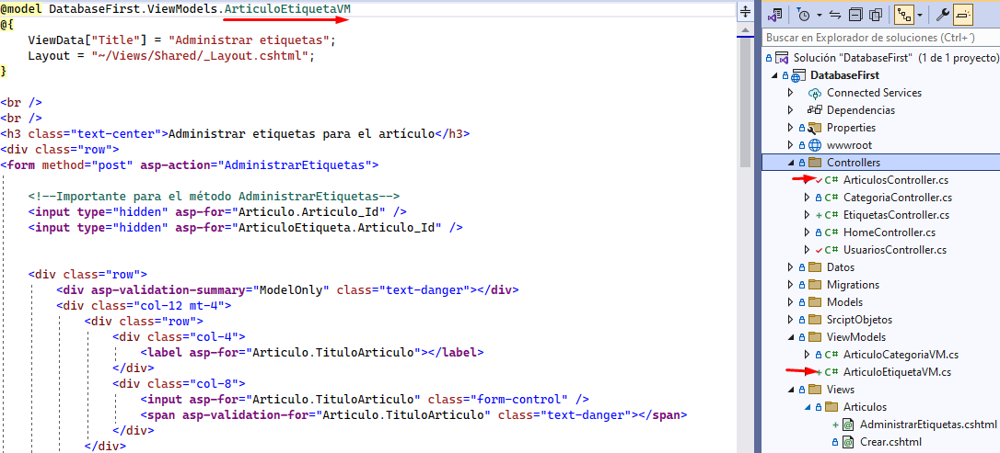 @model DatabaseFirst.ViewModels.ArticuloEtiquetaVM
@{
ViewData["Title"] = "Administrar etiquetas";
Layout = "~/Views/Shared/_Layout.cshtml";
}
<br />
<br />
<h3 class="text-center">Administrar etiquetas para el artículo</h3>
<div class="row">
<form method="post" asp-action="AdministrarEtiquetas">
<!--Importante para el método AdministrarEtiquetas-->
<input type="hidden" asp-for="Articulo.Articulo_Id" />
<input type="hidden" asp-for="ArticuloEtiqueta.Articulo_Id" />
<div class="row">
<div asp-validation-summary="ModelOnly" class="text-danger"></div>
<div class="col-12 mt-4">
<div class="row">
<div class="col-4">
<label asp-for="Articulo.TituloArticulo"></label>
</div>
<div class="col-8">
<input asp-for="Articulo.TituloArticulo" class="form-control" />
<span asp-validation-for="Articulo.TituloArticulo" class="text-danger"></span>
</div>
</div>
Buscar en Explorador de soluciones (Ctrl+´)
Solución "DatabaseFirst" (1 de 1 proyecto)
DatabaseFirst
Connected Services
Dependencias
Properties
wwwroot
Controllers
C# ArticulosController.cs
C# CategoriaController.cs
C# EtiquetasController.cs
C# HomeController.cs
C# UsuariosController.cs
Datos
Migrations
Models
SrciptObjetos
ViewModels
C# ArticuloCategoriaVM.cs
C# ArticuloEtiquetaVM.cs
Views
Articulos
AdministrarEtiquetas.cshtml
Crear.cshtml